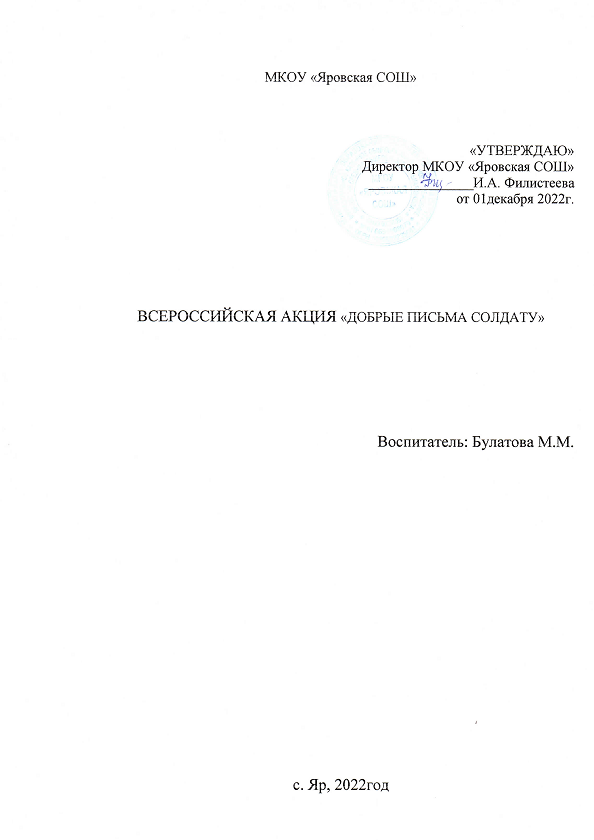 МКОУ «Яровская СОШ»
«УТВЕРЖДАЮ»
Директор МКОУ «Яровская СОШ»
И.А. Филистеева
от 01декабря 2022г.
ВСЕРОССИЙСКАЯ АКЦИЯ «ДОБРЫЕ ПИСЬМА СОЛДАТУ»
Воспитатель: Булатова М.М.
с. Яр, 2022год